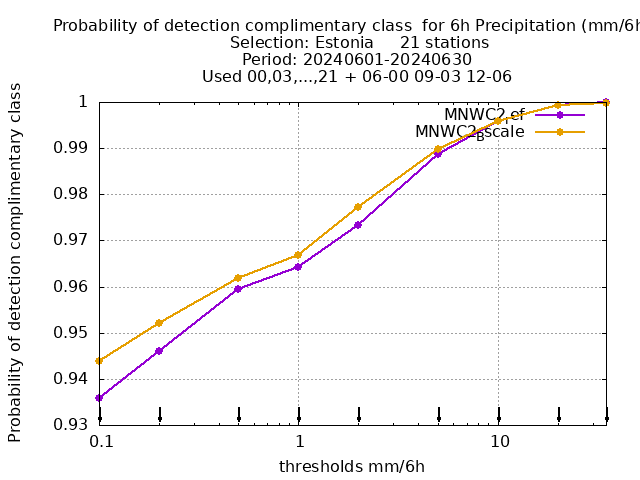 Probability of detection complimentary class  for 6h Precipitation (mm/6h
Selection: Estonia     21 stations
Period: 20240601-20240630
Used 00,03,...,21 + 06-00 09-03 12-06
Probability of detection complimentary class
1
0.99
0.98
0.97
0.96
0.95
0.94
0.93
MNWC2ref
MNWC2Bscale
0.1
1
10
thresholds mm/6h